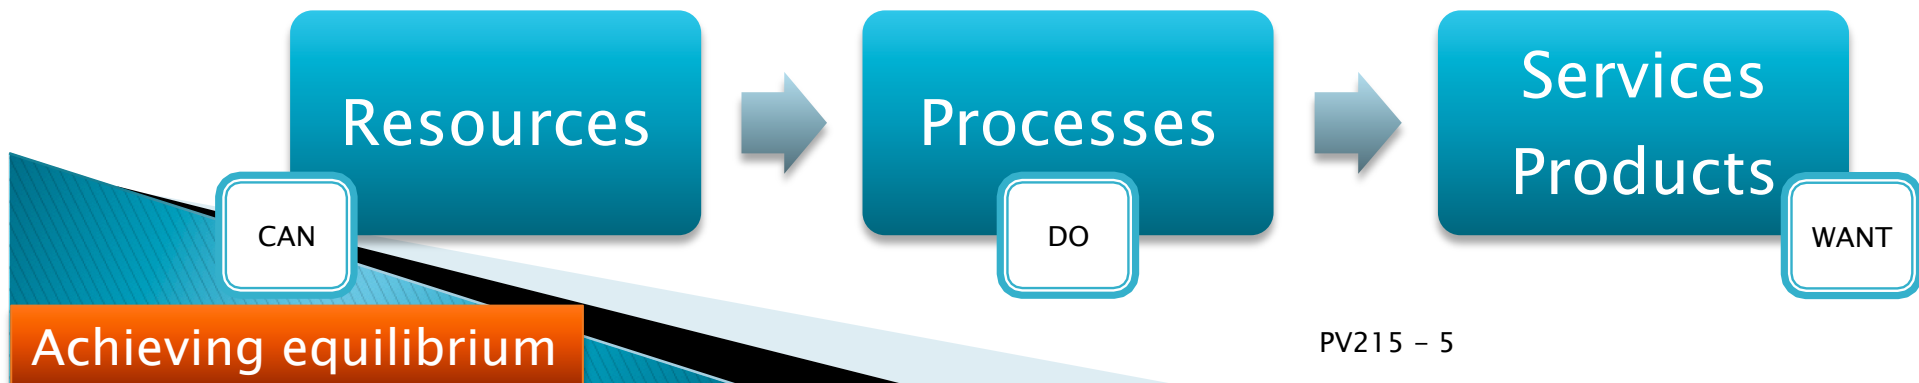 Resources
Processes
Services
Products
CAN
DO
WANT
Achieving equilibrium
PV215 - 5